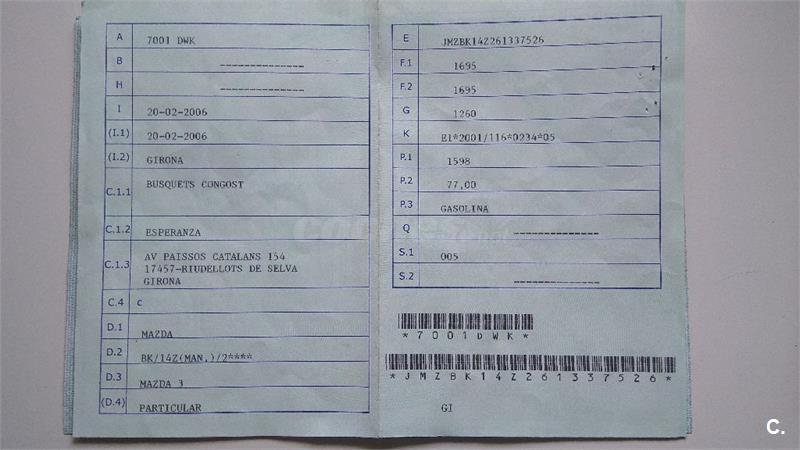 A 7001 DWK
B --------------
H --------------
I 20-02-2006
(I.1) 20-02-2006
(I.2) GIRONA
C.1.1 BUSQUETS CONGOST
C.1.2 ESPERANZA
C.1.3 AV PAISSOS CATALANS 154
17457-RIUDELLOTS DE SELVA
GIRONA
C.4 c
D.1 MAZDA
D.2 BK/14Z(MAN,)/2****
D.3 MAZDA 3
(D.4) PARTICULAR
E JMZBK14Z261337526
F.1 1695
F.2 1695
G 1260
K E1*2001/116*0234*05
P.1 1598
P.2 77,00
P.3 GASOLINA
Q --------------
S.1 005
S.2 --------------
*7001DWK*
*JMZBK14Z261337526*
GI
C.